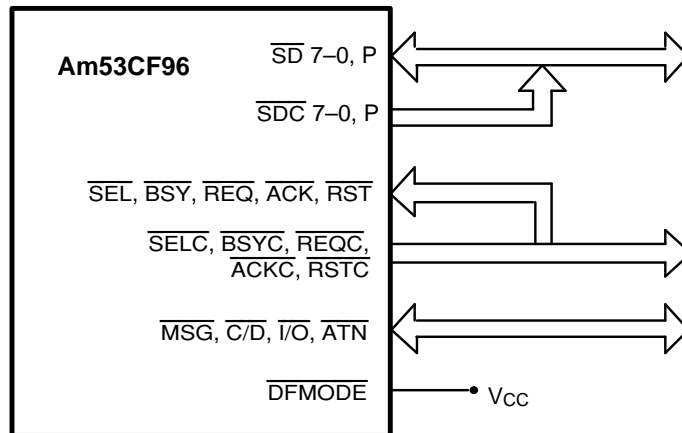 Am53CF96
SD 7–0, P
SDC 7–0, P
SEL, BSY, REQ, ACK, RST
SELC, BSYC, REQC,
ACKC, RSTC
MSG, C/D, I/O, ATN
DFMODE
VCC